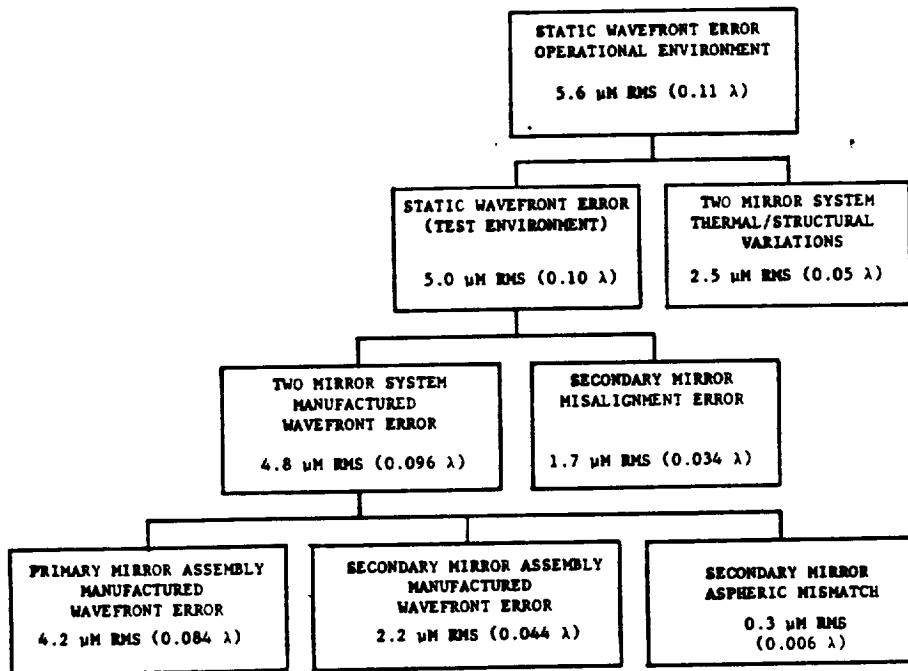 STATIC WAVEFRONT ERROR
OPERATIONAL ENVIRONMENT
5.6 µM RMS (0.11 λ)
STATIC WAVEFRONT ERROR
(TEST ENVIRONMENT)
5.0 µM RMS (0.10 λ)
TWO MIRROR SYSTEM
THERMAL/STRUCTURAL
VARIATIONS
2.5 µM RMS (0.05 λ)
TWO MIRROR SYSTEM
MANUFACTURED
WAVEFRONT ERROR
4.8 µM RMS (0.096 λ)
SECONDARY MIRROR
MISALIGNMENT ERROR
1.7 µM RMS (0.034 λ)
PRIMARY MIRROR ASSEMBLY
MANUFACTURED
WAVEFRONT ERROR
4.2 µM RMS (0.084 λ)
SECONDARY MIRROR ASSEMBLY
MANUFACTURED
WAVEFRONT ERROR
2.2 µM RMS (0.044 λ)
SECONDARY MIRROR
ASPHERIC MISMATCH
0.3 µM RMS
(0.006 λ)